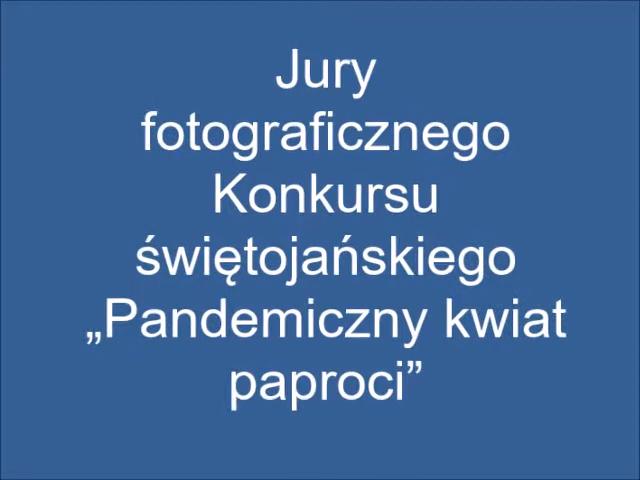 Jury
fotograficznego
Konkursu
świętojańskiego
„Pandemiczny kwiat
paproci”